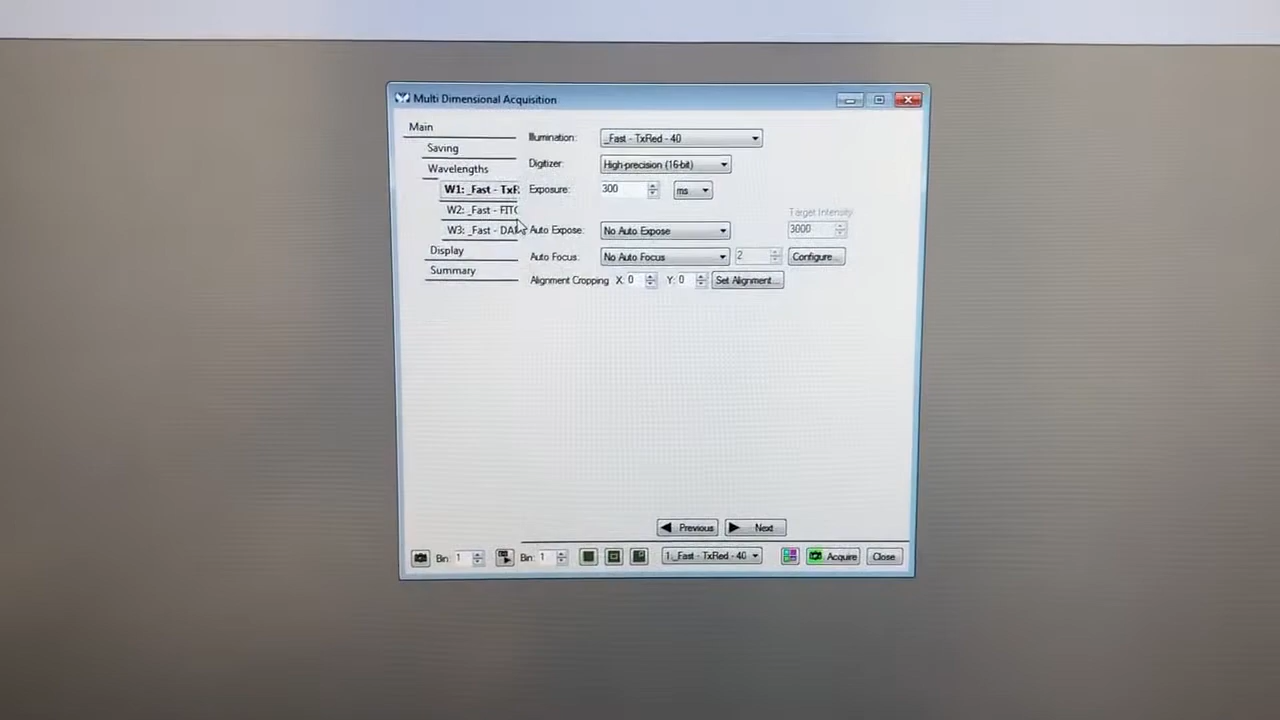 Multi Dimensional Acquisition
Main
Saving
Wavelengths
W1: _Fast - TxR
W2: _Fast - FITC
W3: _Fast - DA
Display
Summary
Illumination: _Fast - TxRed - 40
Digitizer: High-precision (16-bit)
Exposure: 300 ms
Target Intensity
Auto Expose: No Auto Expose 3000
Auto Focus: No Auto Focus 2 Configure...
Alignment Cropping X: 0 Y: 0 Set Alignment...
Previous Next
Bin: 1 Bin: 1 1:_Fast - TxRed - 40 Acquire Close